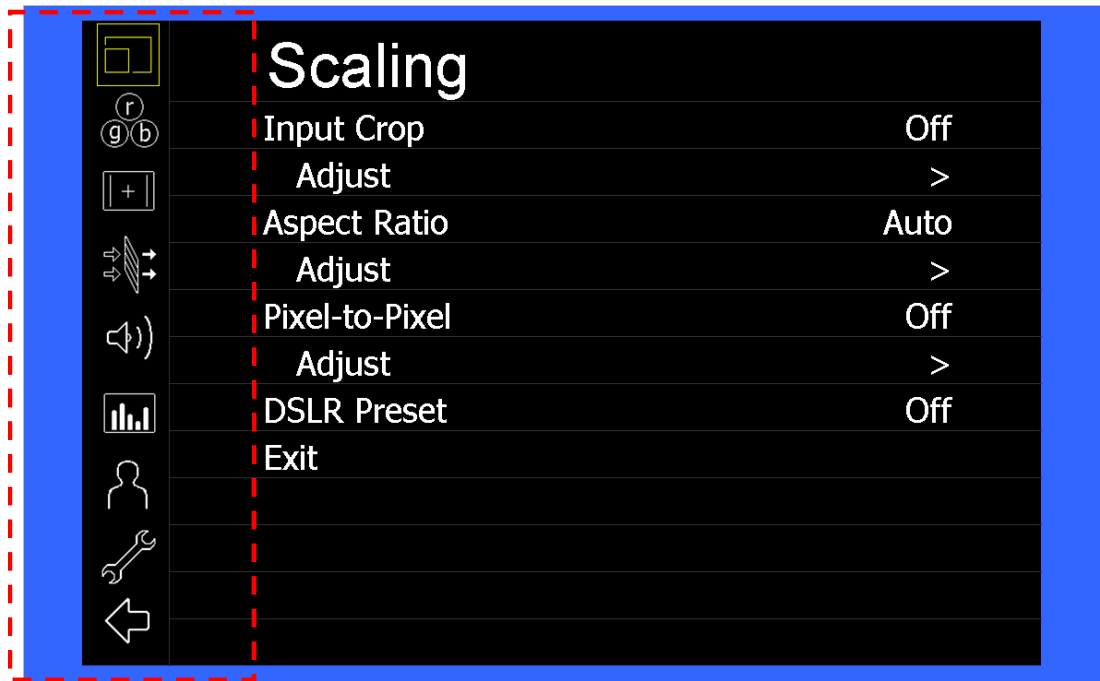 Scaling
r
g b
Input Crop Off
Adjust >
Aspect Ratio Auto
Adjust >
Pixel-to-Pixel Off
Adjust >
DSLR Preset Off
Exit